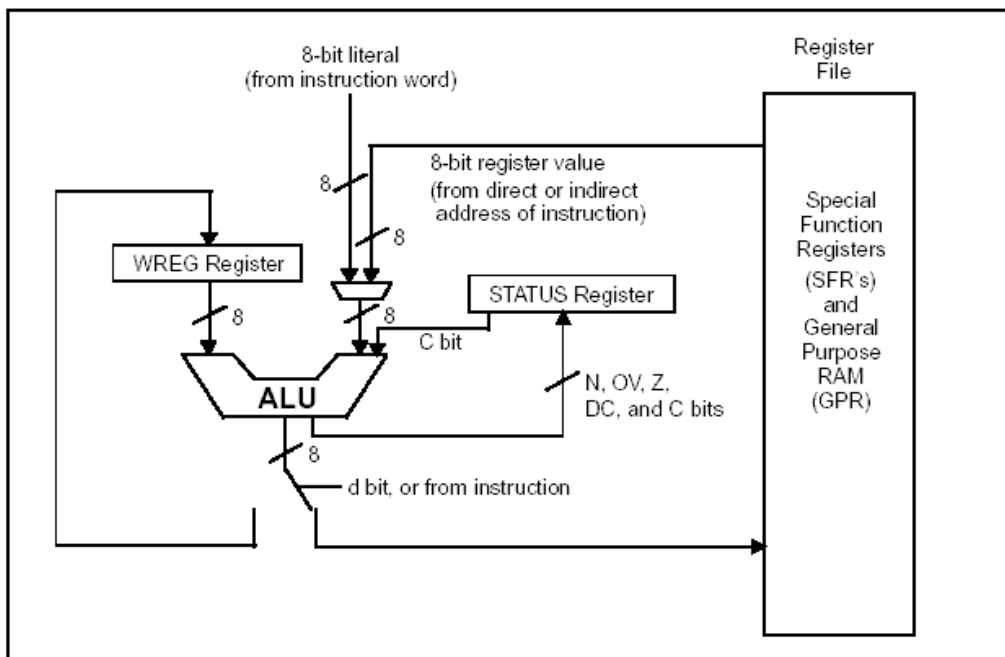 8-bit literal
(from instruction word)
Register
File
8-bit register value
(from direct or indirect
address of instruction)
8
8
WREG Register
8
8
STATUS Register
C bit
ALU
N, OV, Z,
DC, and C bits
8
d bit, or from instruction
Special
Function
Registers
(SFR's)
and
General
Purpose
RAM
(GPR)